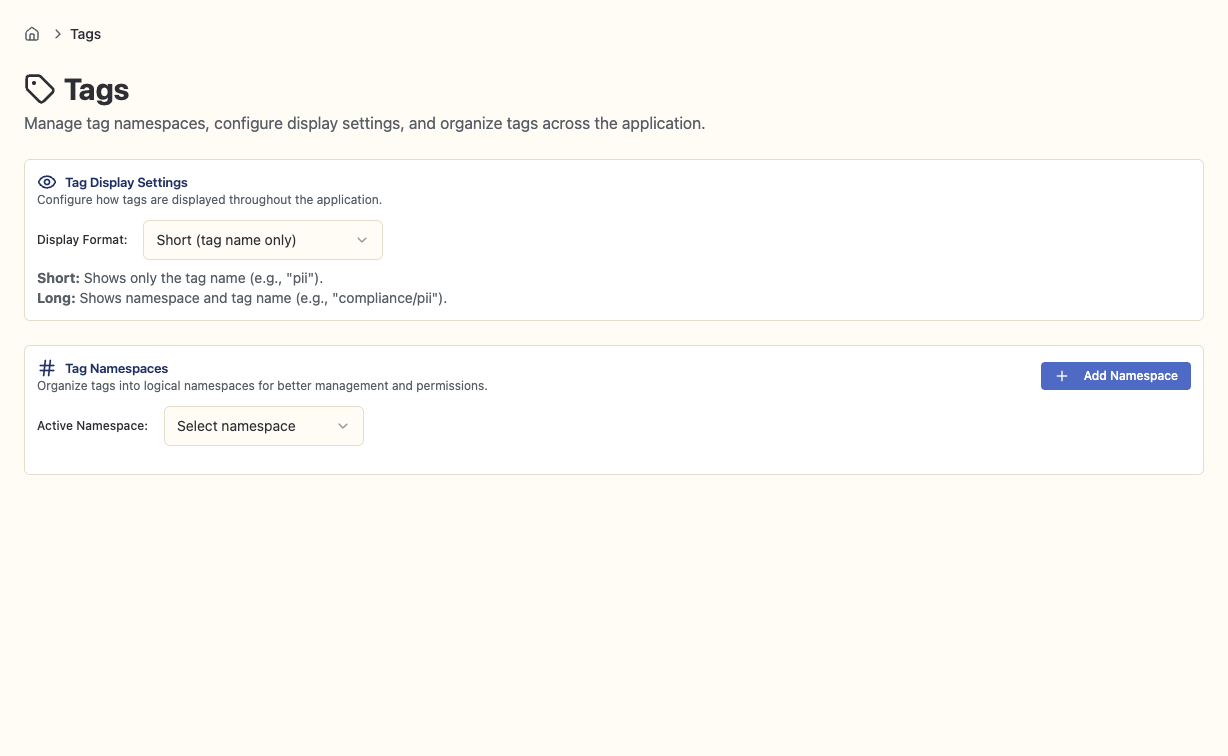 Tags
Tags
Manage tag namespaces, configure display settings, and organize tags across the application.
Tag Display Settings
Configure how tags are displayed throughout the application.
Display Format: Short (tag name only)
Short: Shows only the tag name (e.g., "pii").
Long: Shows namespace and tag name (e.g., "compliance/pii").
Tag Namespaces
Organize tags into logical namespaces for better management and permissions.
Add Namespace
Active Namespace: Select namespace